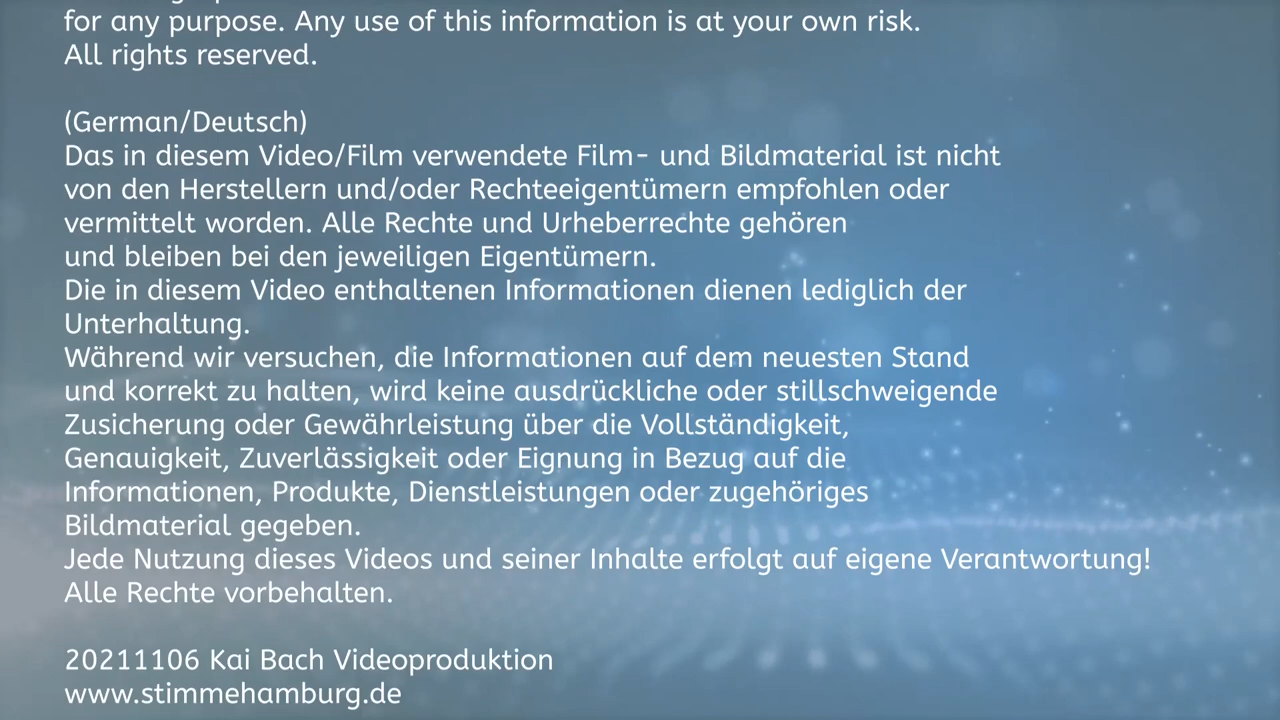 for any purpose. Any use of this information is at your own risk.
All rights reserved.
(German/Deutsch)
Das in diesem Video/Film verwendete Film- und Bildmaterial ist nicht
von den Herstellern und/oder Rechteeigentümern empfohlen oder
vermittelt worden. Alle Rechte und Urheberrechte gehören
und bleiben bei den jeweiligen Eigentümern.
Die in diesem Video enthaltenen Informationen dienen lediglich der
Unterhaltung.
Während wir versuchen, die Informationen auf dem neuesten Stand
und korrekt zu halten, wird keine ausdrückliche oder stillschweigende
Zusicherung oder Gewährleistung über die Vollständigkeit,
Genauigkeit, Zuverlässigkeit oder Eignung in Bezug auf die
Informationen, Produkte, Dienstleistungen oder zugehöriges
Bildmaterial gegeben.
Jede Nutzung dieses Videos und seiner Inhalte erfolgt auf eigene Verantwortung!
Alle Rechte vorbehalten.
20211106 Kai Bach Videoproduktion
www.stimmehamburg.de